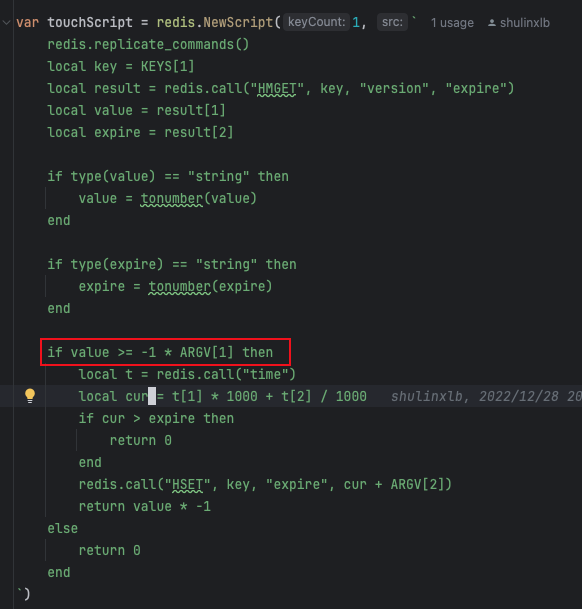 var touchScript = redis.NewScript( keyCount: 1, src: ` 1 usage shulinxlb
redis.replicate_commands()
local key = KEYS[1]
local result = redis.call("HMGET", key, "version", "expire")
local value = result[1]
local expire = result[2]
if type(value) == "string" then
value = tonumber(value)
end
if type(expire) == "string" then
expire = tonumber(expire)
end
if value >= -1 * ARGV[1] then
local t = redis.call("time")
local cur = t[1] * 1000 + t[2] / 1000 shulinxlb, 2022/12/28 20
if cur > expire then
return 0
end
redis.call("HSET", key, "expire", cur + ARGV[2])
return value * -1
else
return 0
end
`)